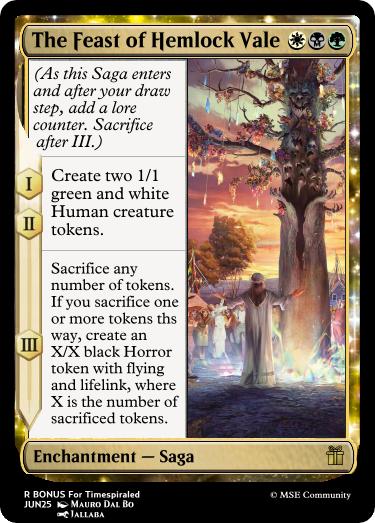 The Feast of Hemlock Vale
(As this Saga enters
and after your draw
step, add a lore
counter. Sacrifice
after III.)
I
II
Create two 1/1
green and white
Human creature
tokens.
III
Sacrifice any
number of tokens.
If you sacrifice one
or more tokens ths
way, create an
X/X black Horror
token with flying
and lifelink, where
X is the number of
sacrificed tokens.
Enchantment — Saga
R BONUS For Timespiraled
JUN25 Mauro Dal Bo
Jallaba
© MSE Community